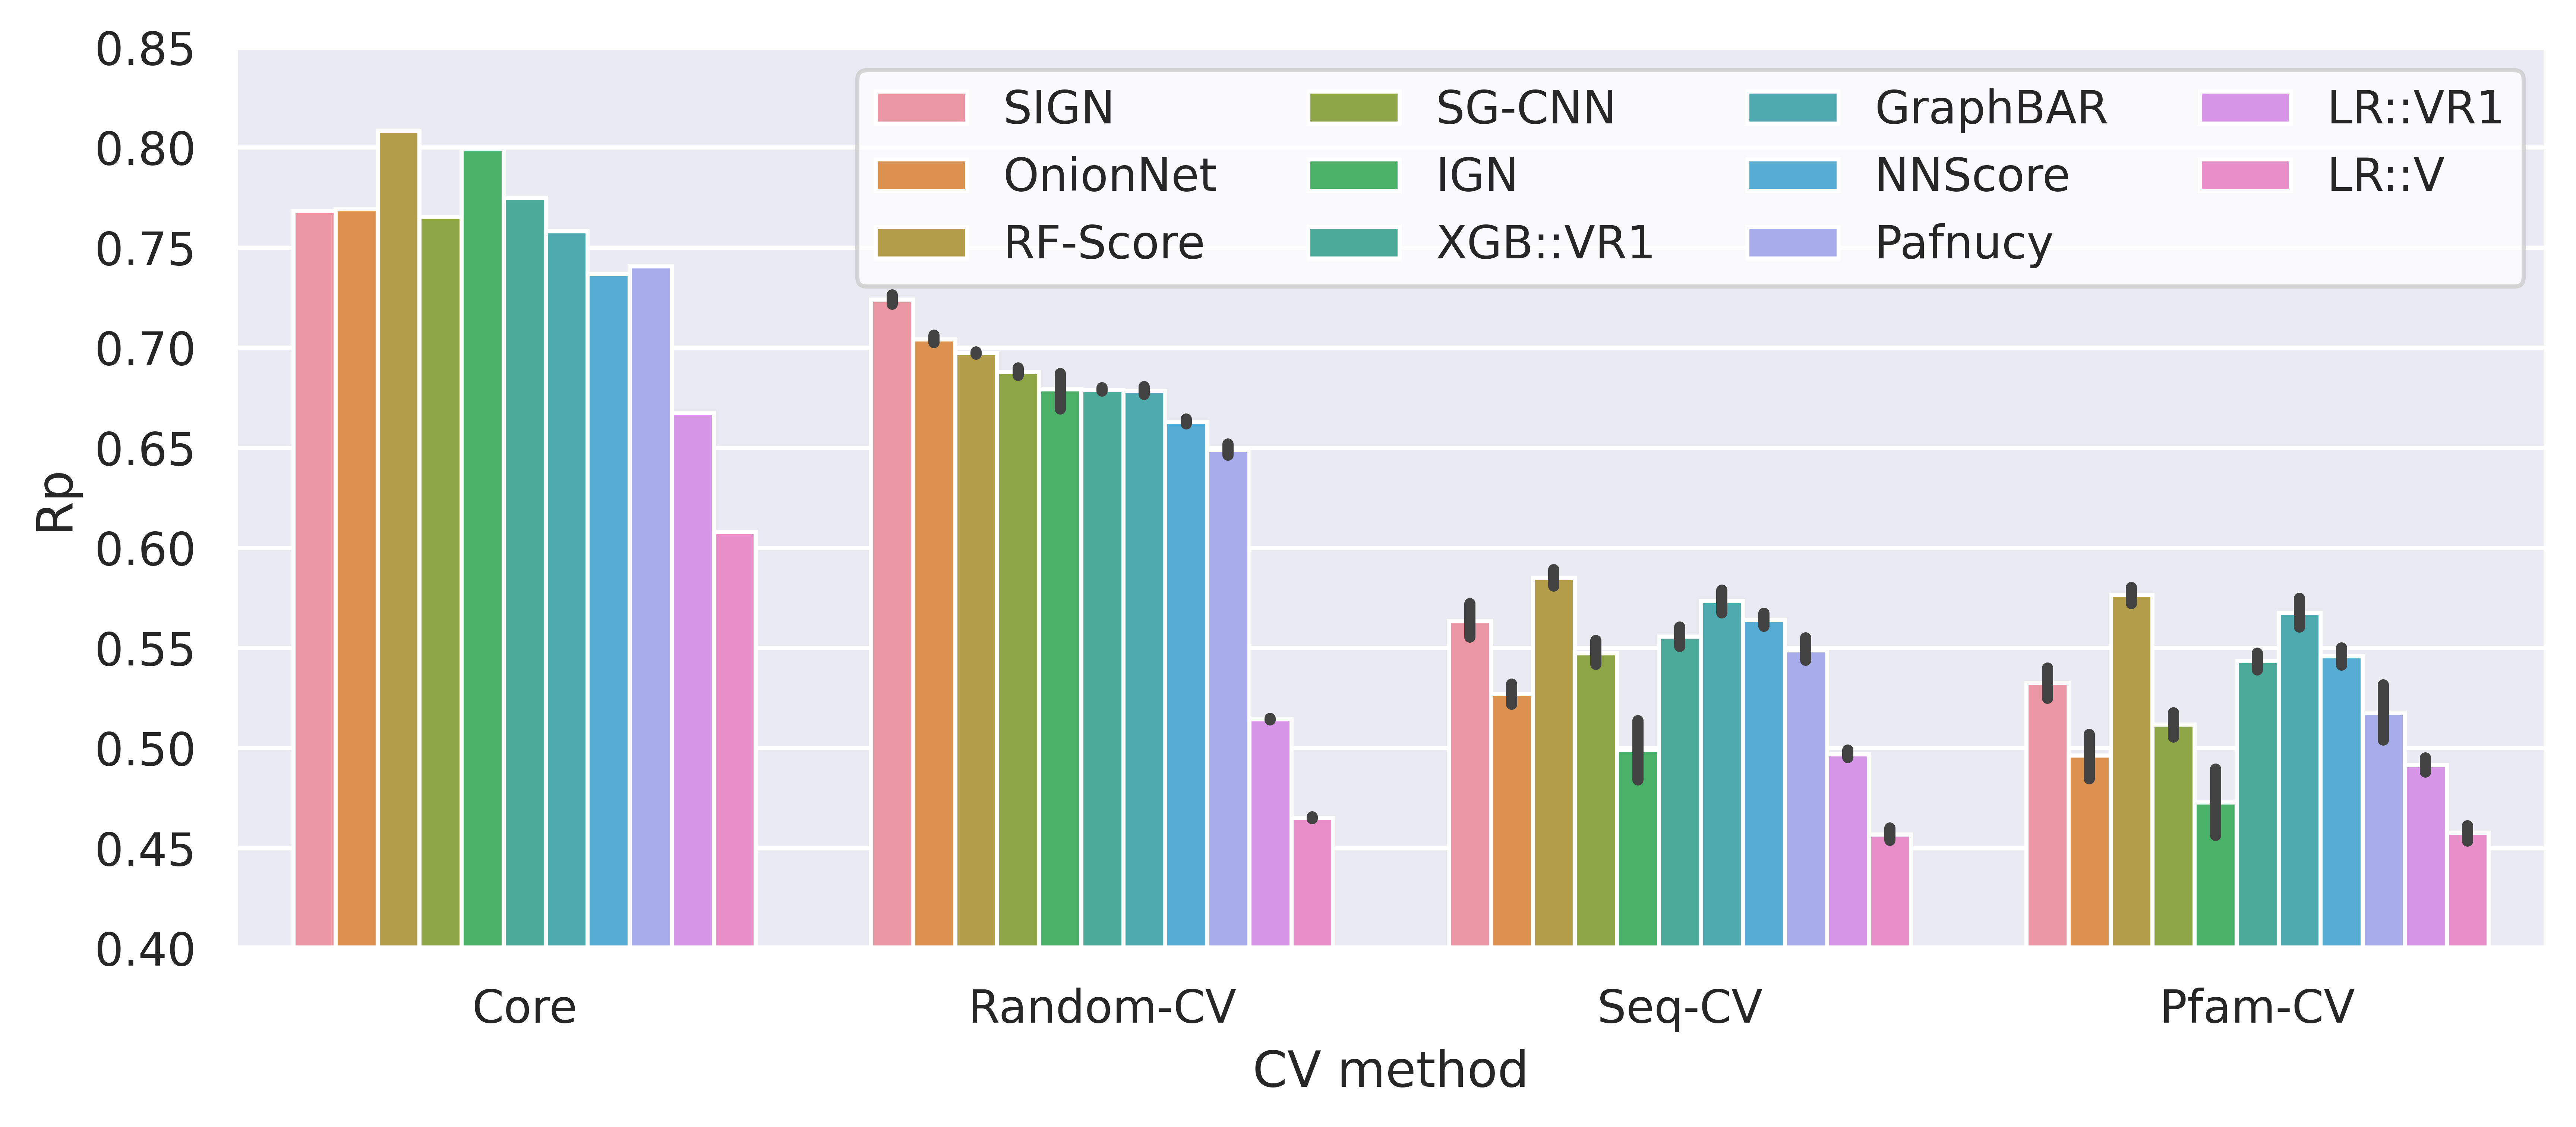 0.85
0.80
0.75
0.70
0.65
0.60
0.55
0.50
0.45
0.40
Rp
SIGN
OnionNet
RF-Score
SG-CNN
IGN
XGB::VR1
GraphBAR
NNScore
Pafnucy
LR::VR1
LR::V
Core
Random-CV
Seq-CV
Pfam-CV
CV method